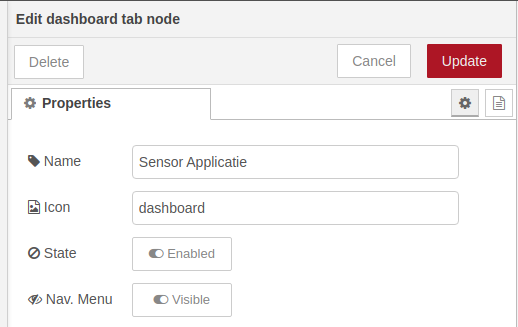 Edit dashboard tab node
Delete
Cancel
Update
Properties
Name
Sensor Applicatie
Icon
dashboard
State
Enabled
Nav. Menu
Visible